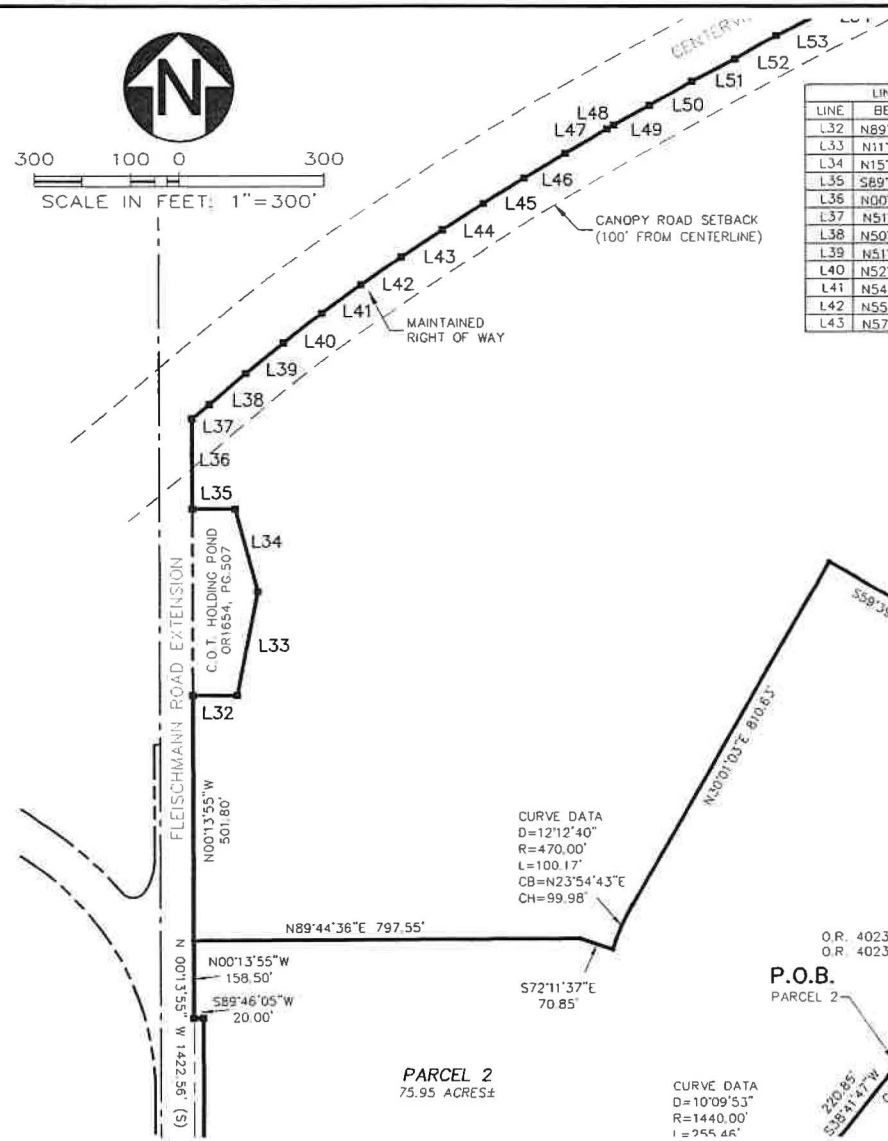 N
300 100 0 300
SCALE IN FEET: 1"=300'
L53
L52
L51
L50
L49
L48
L47
L46
L45
L44
L43
L42
L41
L40
L39
L38
L37
L36
L35
L34
L33
L32
CANOPY ROAD SETBACK
(100' FROM CENTERLINE)
MAINTAINED
RIGHT OF WAY
LINE
L32 N89°
L33 N11°
L34 N15°
L35 S89°
L36 N00°
L37 N51°
L38 N50°
L39 N51°
L40 N52°
L41 N54
L42 N55
L43 N57
C.O.T. HOLDING POND
OR1654, PG.507
FLEISCHMANN ROAD EXTENSION
N00°13'55"W
501.80'
CURVE DATA
D=12°12'40"
R=470.00'
L=100.17'
CB=N23°54'43"E
CH=99.98'
N30°01'03"E 810.63'
S59°39
N89°44'36"E 797.55'
S72°11'37"E
70.85'
N00°13'55"W
158.50'
S89°46'05"W
20.00'
N 00°13'55" W 1422.56' (S)
O.R. 4023
O.R. 4023
P.O.B.
PARCEL 2
PARCEL 2
75.95 ACRES±
CURVE DATA
D=10°09'53"
R=1440.00'
L=255.46'
220.85'
S38°41'47"W